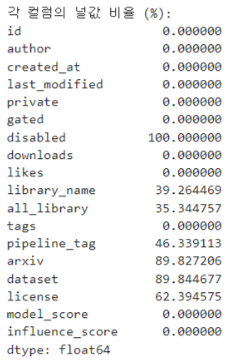 각 컬럼의 널값 비율 (%):
id 0.000000
author 0.000000
created_at 0.000000
last_modified 0.000000
private 0.000000
gated 0.000000
disabled 100.000000
downloads 0.000000
likes 0.000000
library_name 39.264469
all_library 35.344757
tags 0.000000
pipeline_tag 46.339113
arxiv 89.827206
dataset 89.844677
license 62.394575
model_score 0.000000
influence_score 0.000000
dtype: float64